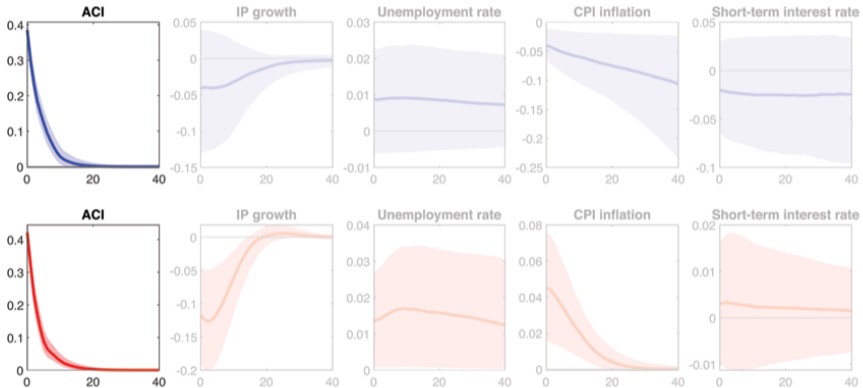 ACI IP growth Unemployment rate CPI inflation Short-term interest rate
0.4 0.05 0.03 0 0.05
0.3 0 0.02 -0.05 0
0.2 -0.05 0.01 -0.1 -0.05
0.1 -0.1 0 -0.15 -0.1
0 -0.15 -0.01 -0.2
-0.25
0 20 40 0 20 40 0 20 40 0 20 40 0 20 40
ACI IP growth Unemployment rate CPI inflation Short-term interest rate
0.4 0 0.04 0.08 0.02
0.3 -0.05 0.03 0.06 0.01
0.2 -0.1 0.02 0.04 0
0.1 -0.15 0.01 0.02 -0.01
0 -0.2 0 0
0 20 40 0 20 40 0 20 40 0 20 40 0 20 40